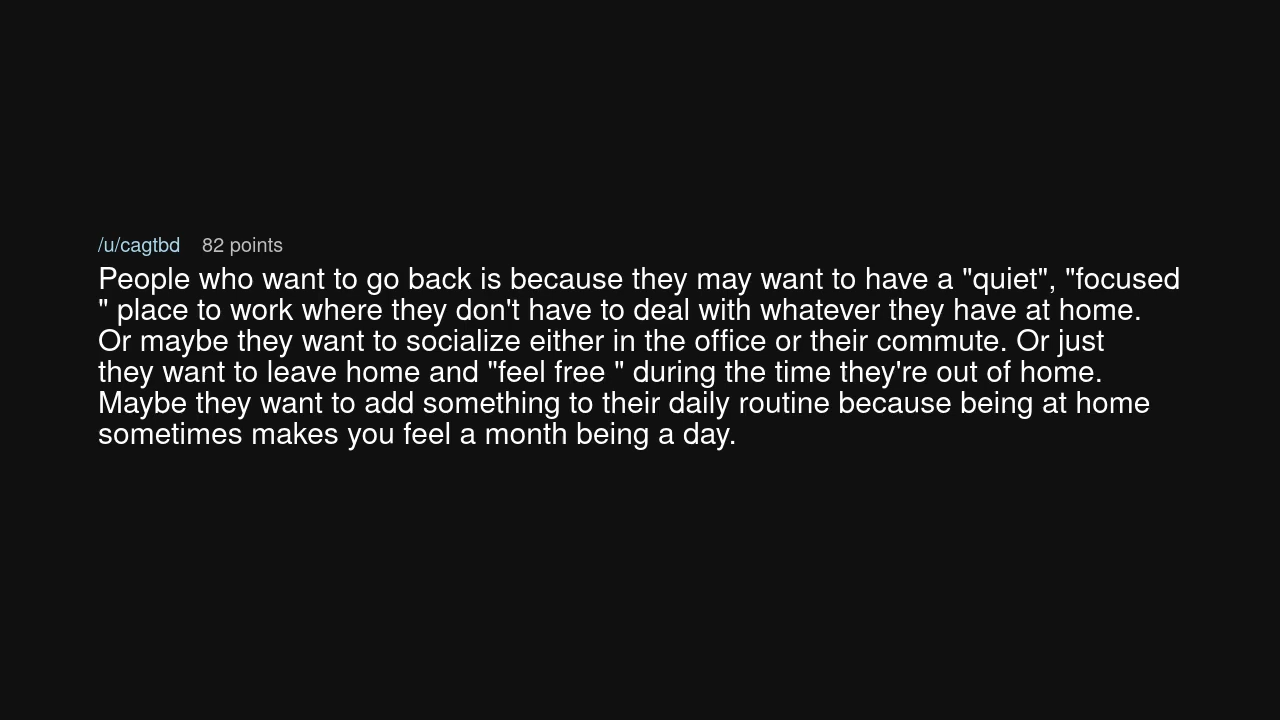 /u/cagtbd 82 points
People who want to go back is because they may want to have a "quiet", "focused
" place to work where they don't have to deal with whatever they have at home.
Or maybe they want to socialize either in the office or their commute. Or just
they want to leave home and "feel free " during the time they're out of home.
Maybe they want to add something to their daily routine because being at home
sometimes makes you feel a month being a day.